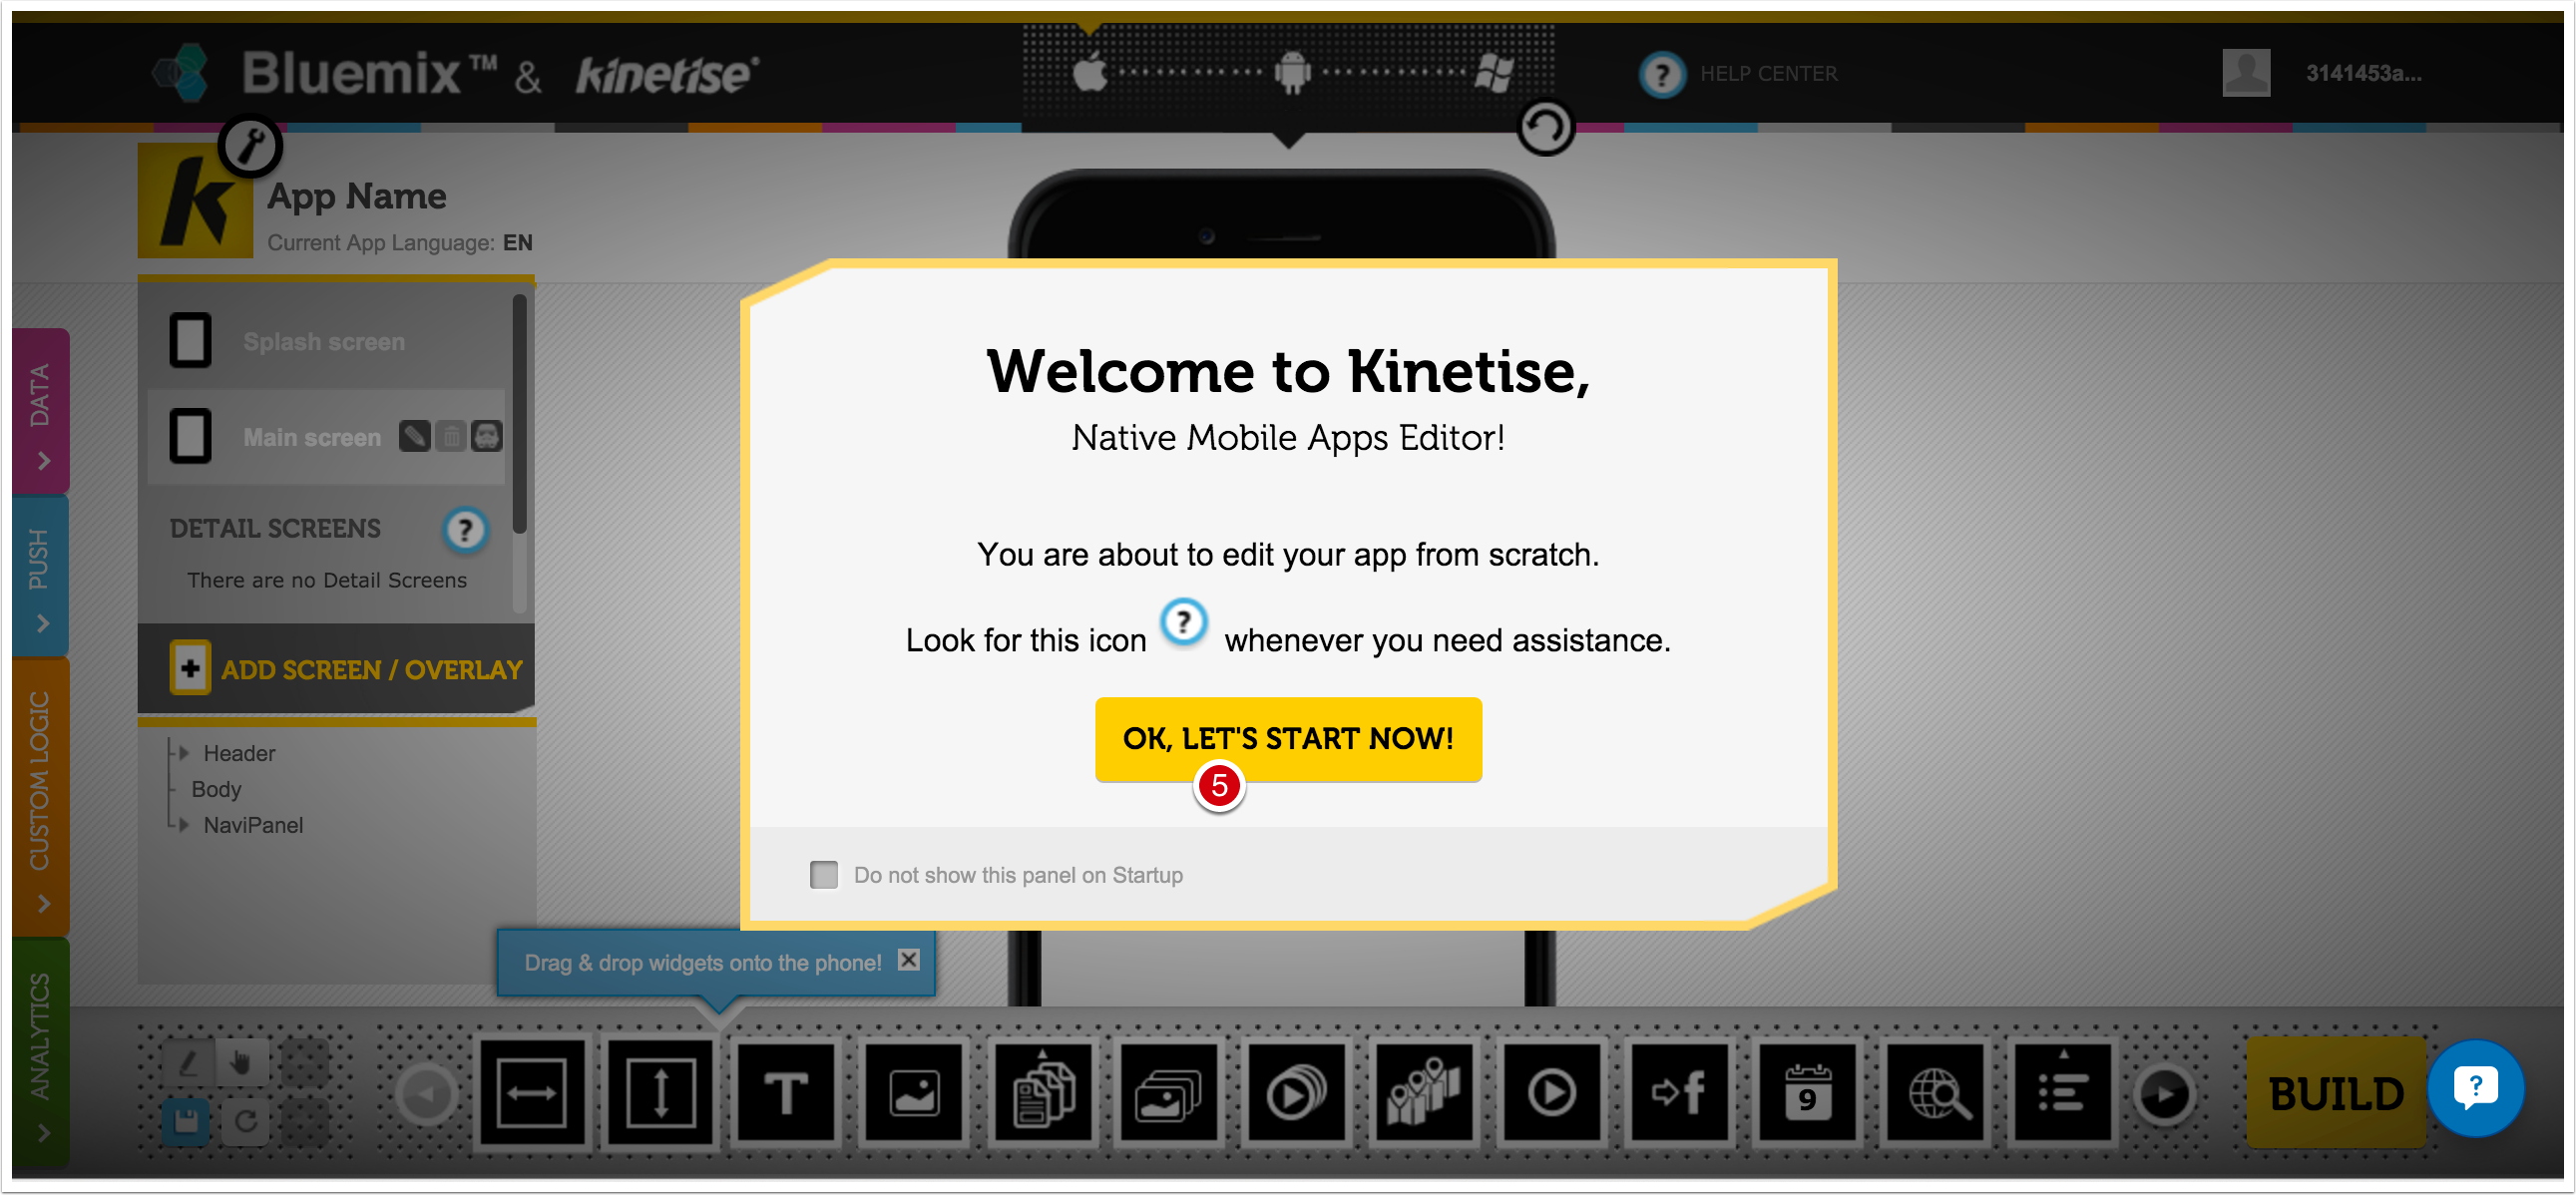 Bluemix™ & kinetise®
? HELP CENTER
3141453a...
k
App Name
Current App Language: EN
Splash screen
Main screen
DETAIL SCREENS ?
There are no Detail Screens
ADD SCREEN / OVERLAY
Header
Body
NaviPanel
DATA
PUSH
CUSTOM LOGIC
ANALYTICS
Welcome to Kinetise,
Native Mobile Apps Editor!
You are about to edit your app from scratch.
Look for this icon ? whenever you need assistance.
OK, LET'S START NOW!
5
Do not show this panel on Startup
Drag & drop widgets onto the phone!
T
f
9
BUILD
?